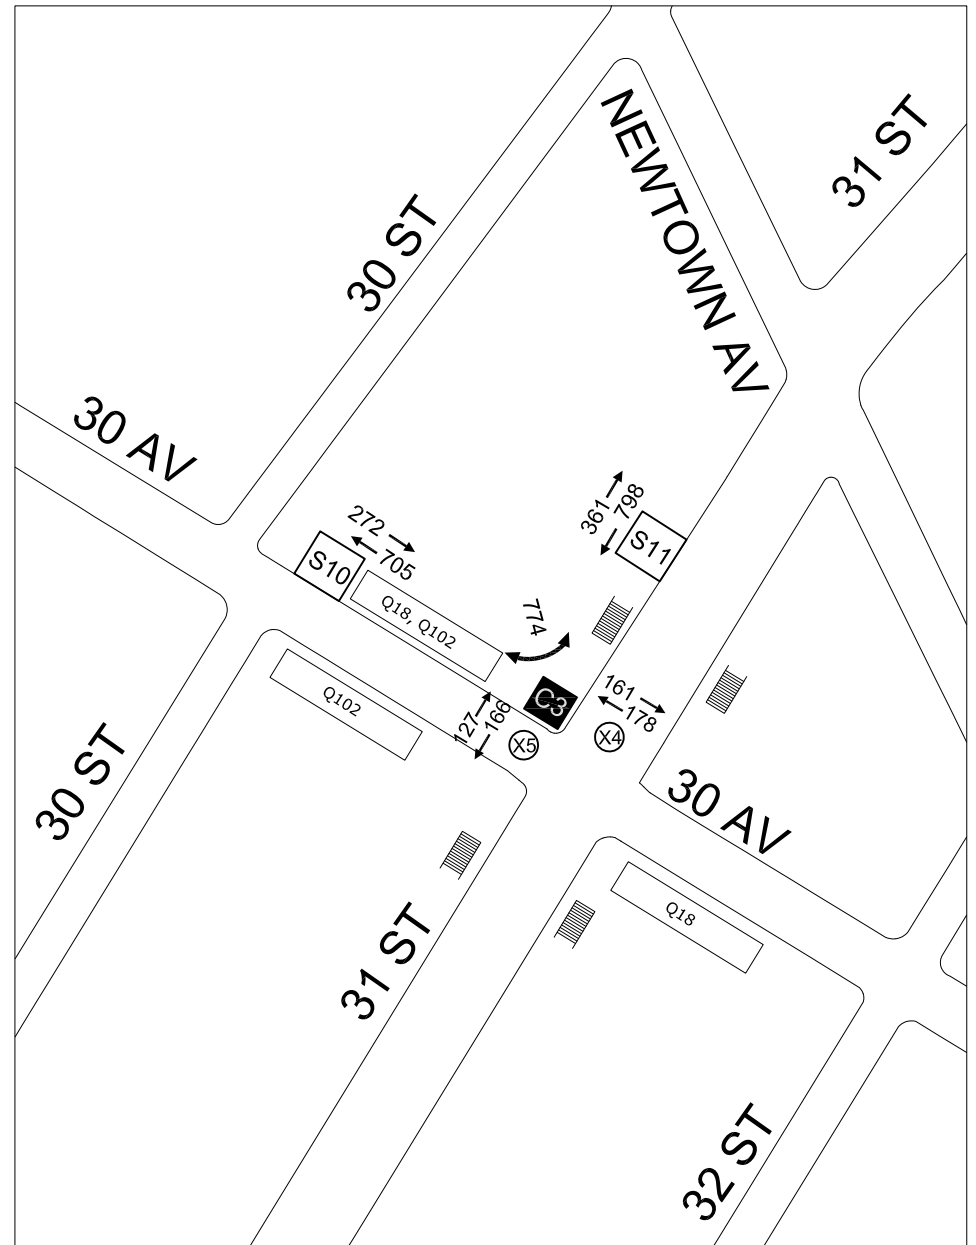 NEWTOWN AV
31 ST
30 ST
30 AV
361
798
S11
272
705
S10
Q18, Q102
774
C3
161
178
X4
127
166
X5
Q102
30 ST
30 AV
Q18
31 ST
32 ST